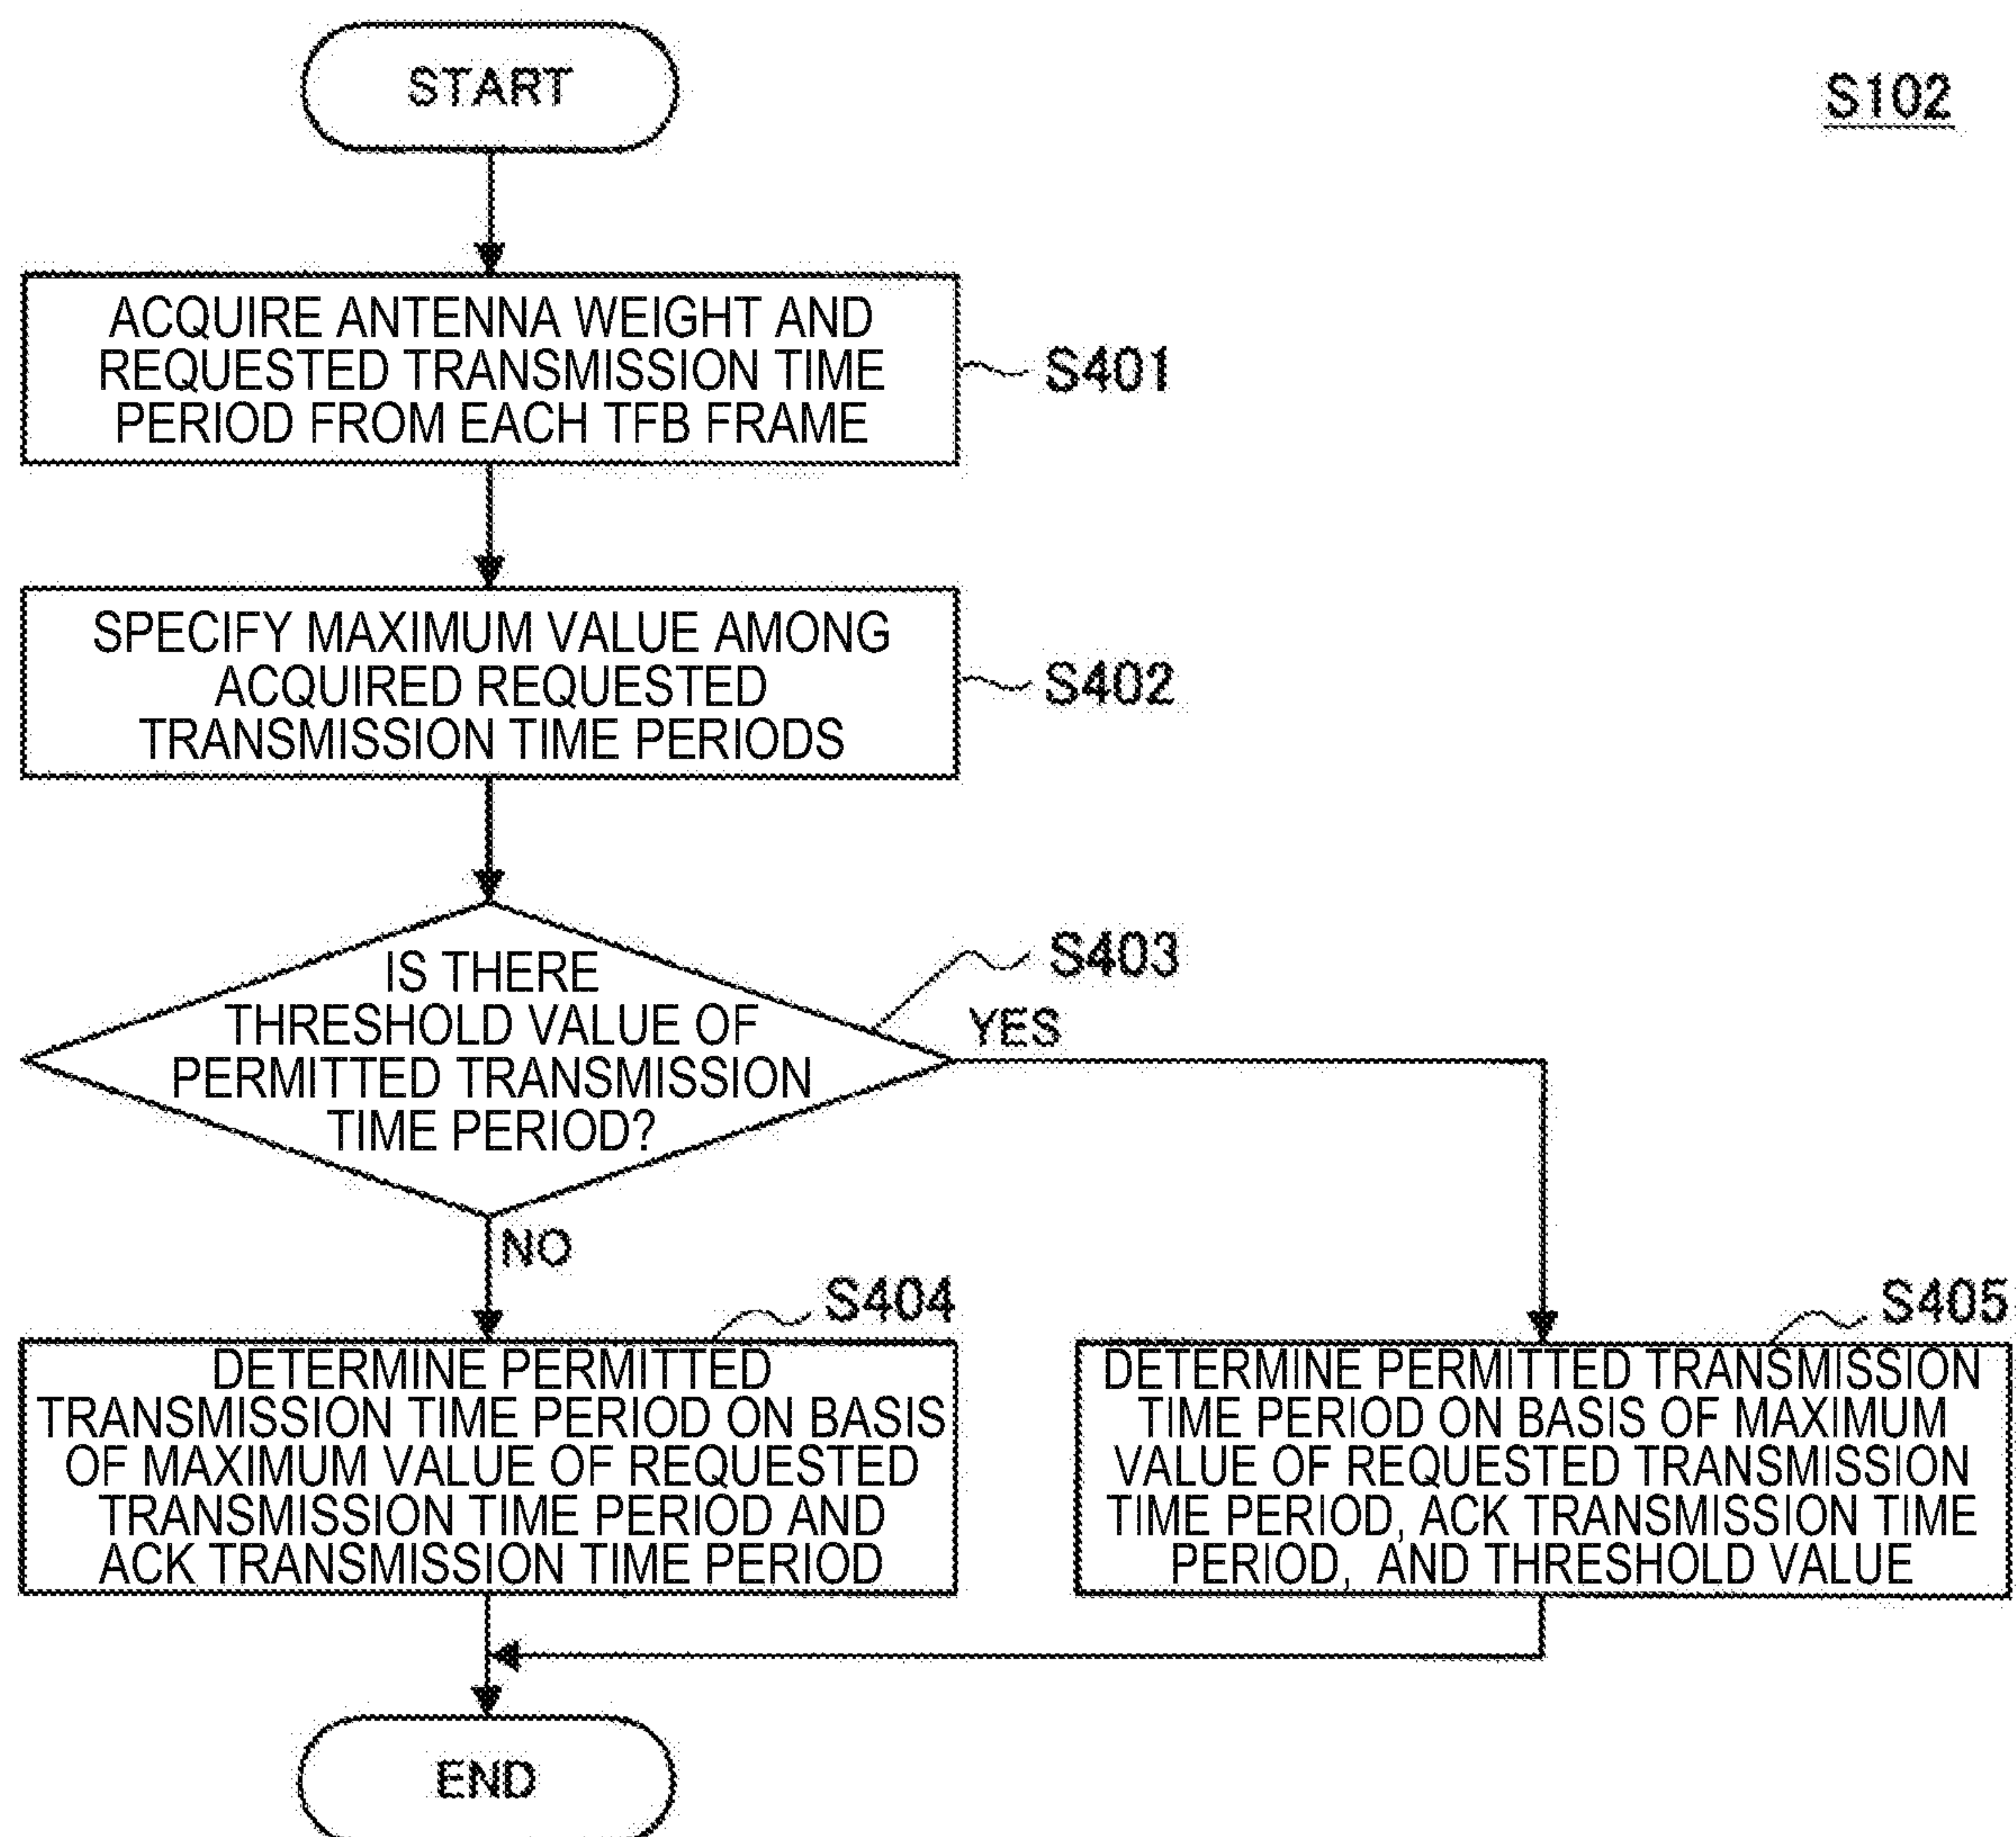 START
S102
ACQUIRE ANTENNA WEIGHT AND
REQUESTED TRANSMISSION TIME
PERIOD FROM EACH TFB FRAME
S401
SPECIFY MAXIMUM VALUE AMONG
ACQUIRED REQUESTED
TRANSMISSION TIME PERIODS
S402
IS THERE
THRESHOLD VALUE OF
PERMITTED TRANSMISSION
TIME PERIOD?
S403
YES
NO
S404
DETERMINE PERMITTED
TRANSMISSION TIME PERIOD ON BASIS
OF MAXIMUM VALUE OF REQUESTED
TRANSMISSION TIME PERIOD AND
ACK TRANSMISSION TIME PERIOD
S405
DETERMINE PERMITTED TRANSMISSION
TIME PERIOD ON BASIS OF MAXIMUM
VALUE OF REQUESTED TRANSMISSION
TIME PERIOD, ACK TRANSMISSION TIME
PERIOD, AND THRESHOLD VALUE
END